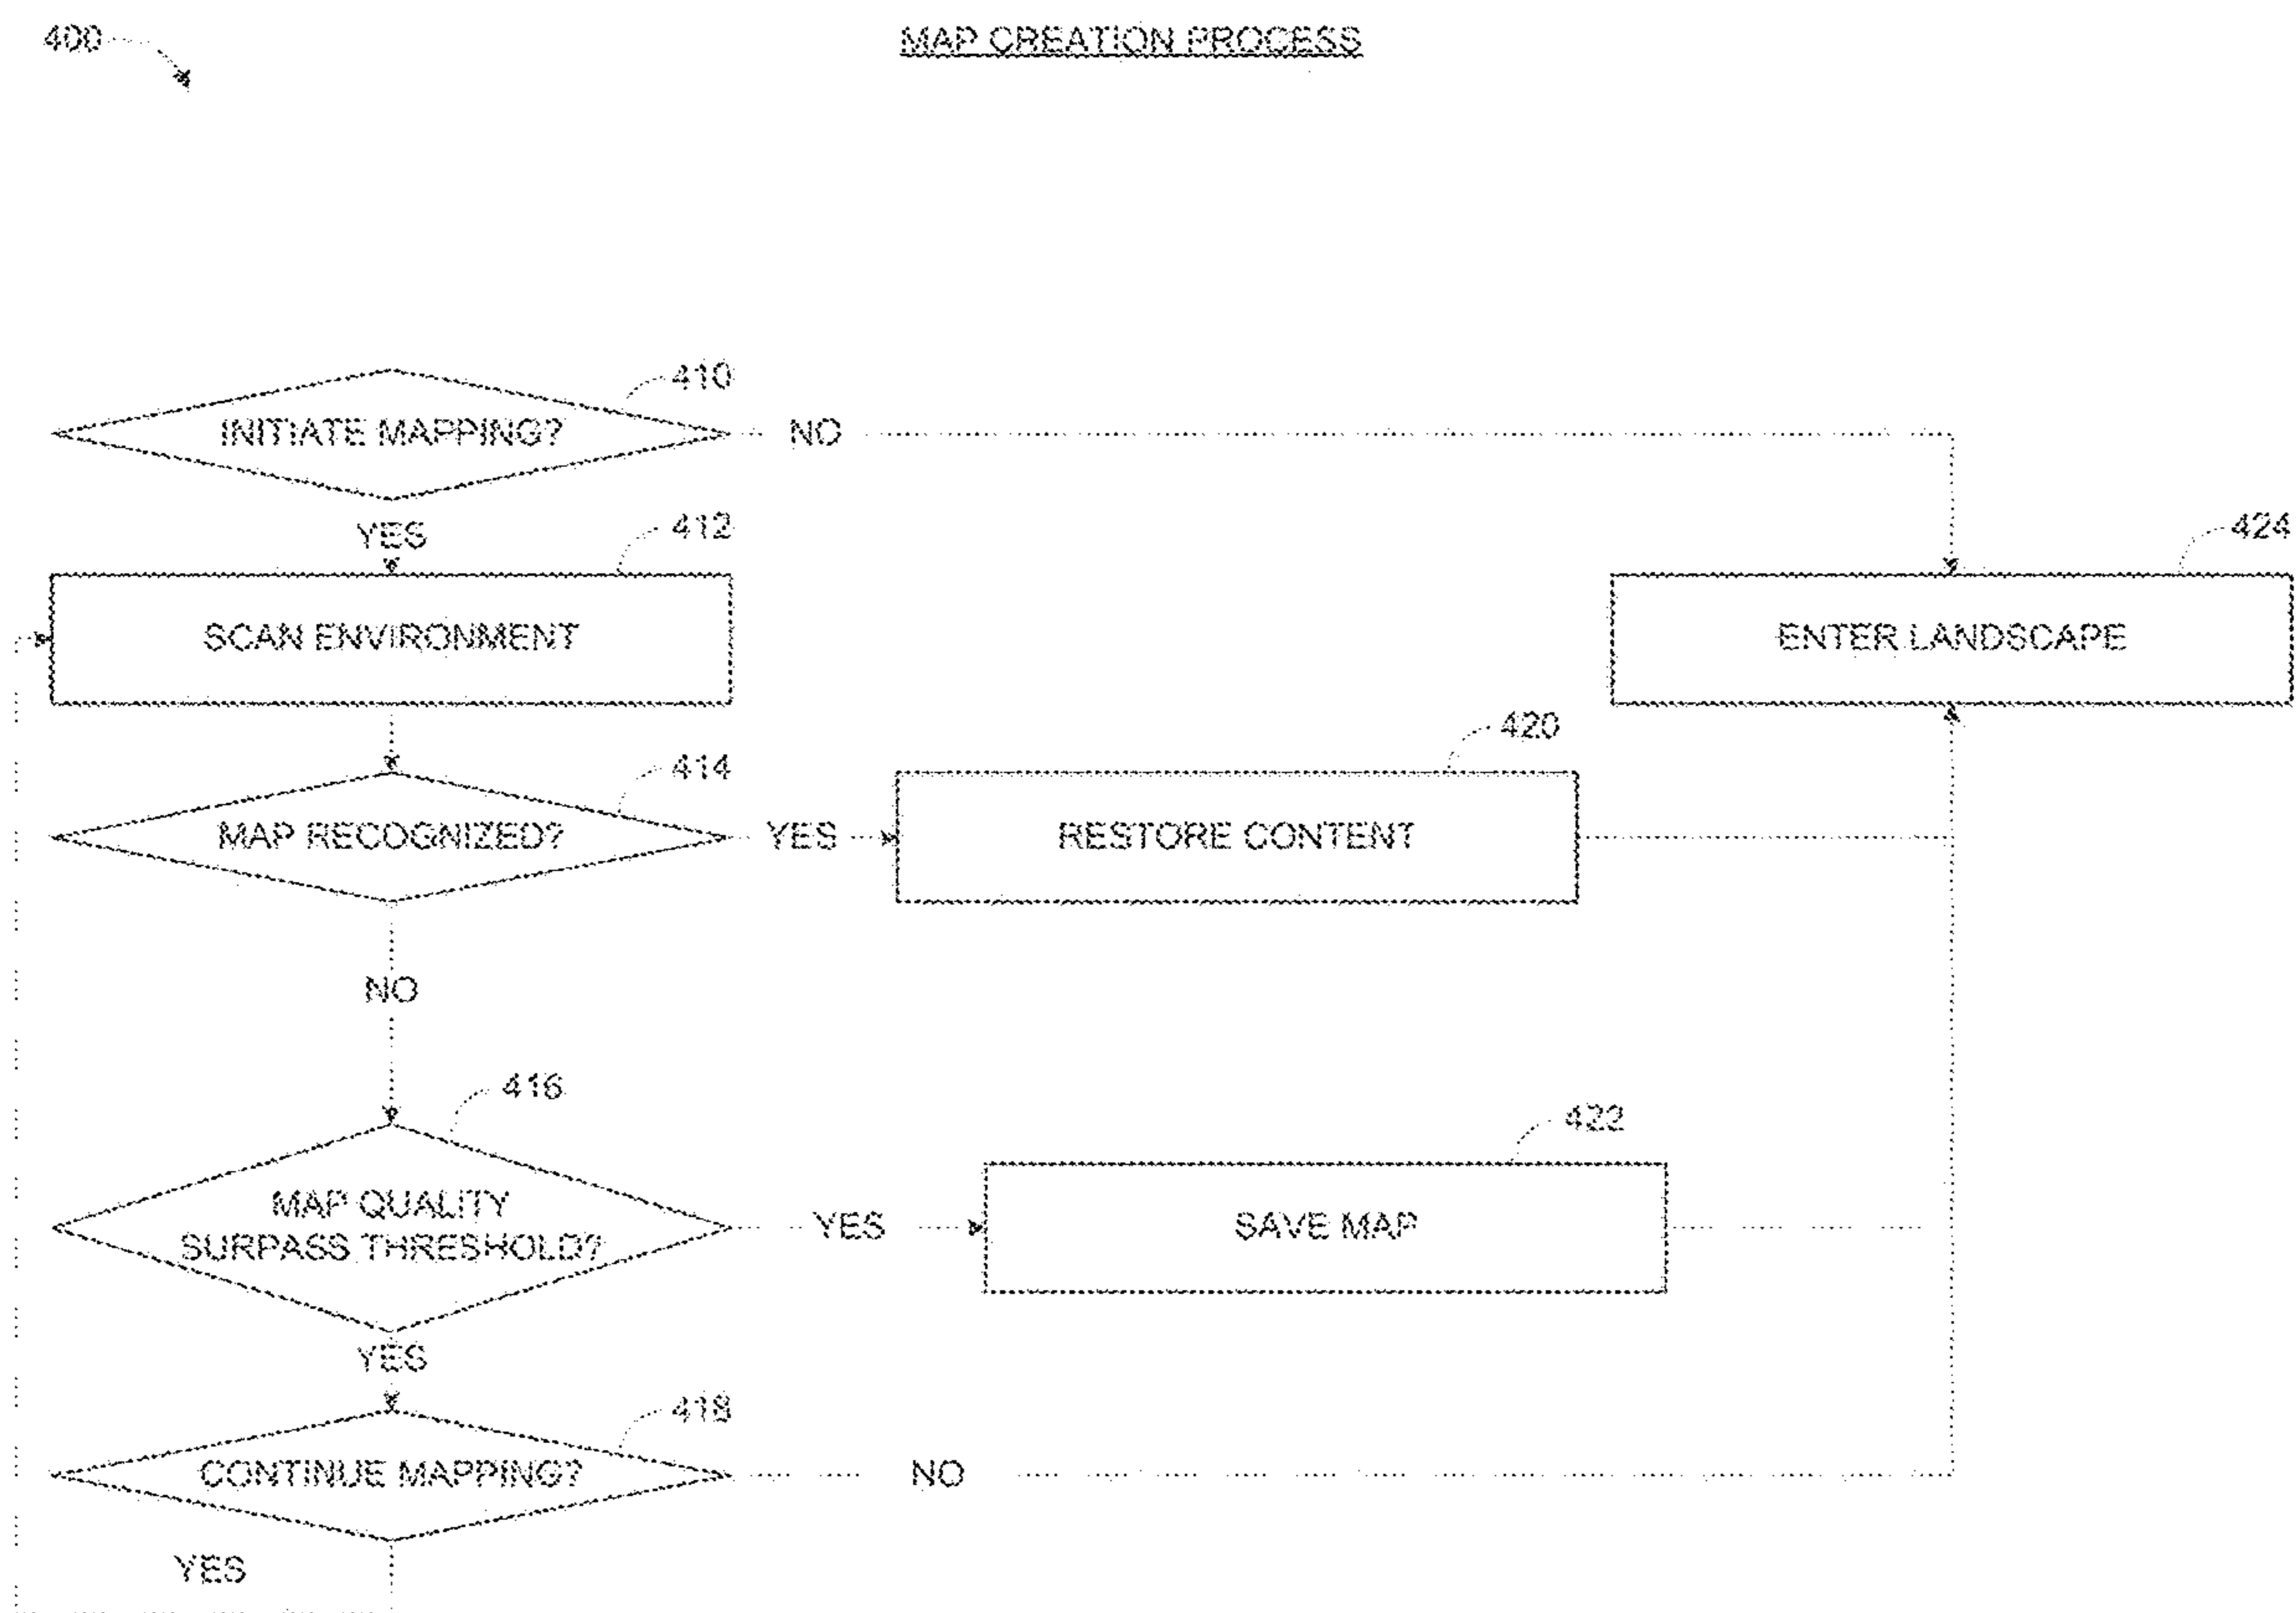 400
MAP CREATION PROCESS
410
INITIATE MAPPING?
NO
YES
412
424
SCAN ENVIRONMENT
ENTER LANDSCAPE
420
414
MAP RECOGNIZED?
YES
RESTORE CONTENT
NO
416
422
MAP QUALITY
SURPASS THRESHOLD?
YES
SAVE MAP
YES
418
CONTINUE MAPPING?
NO
YES